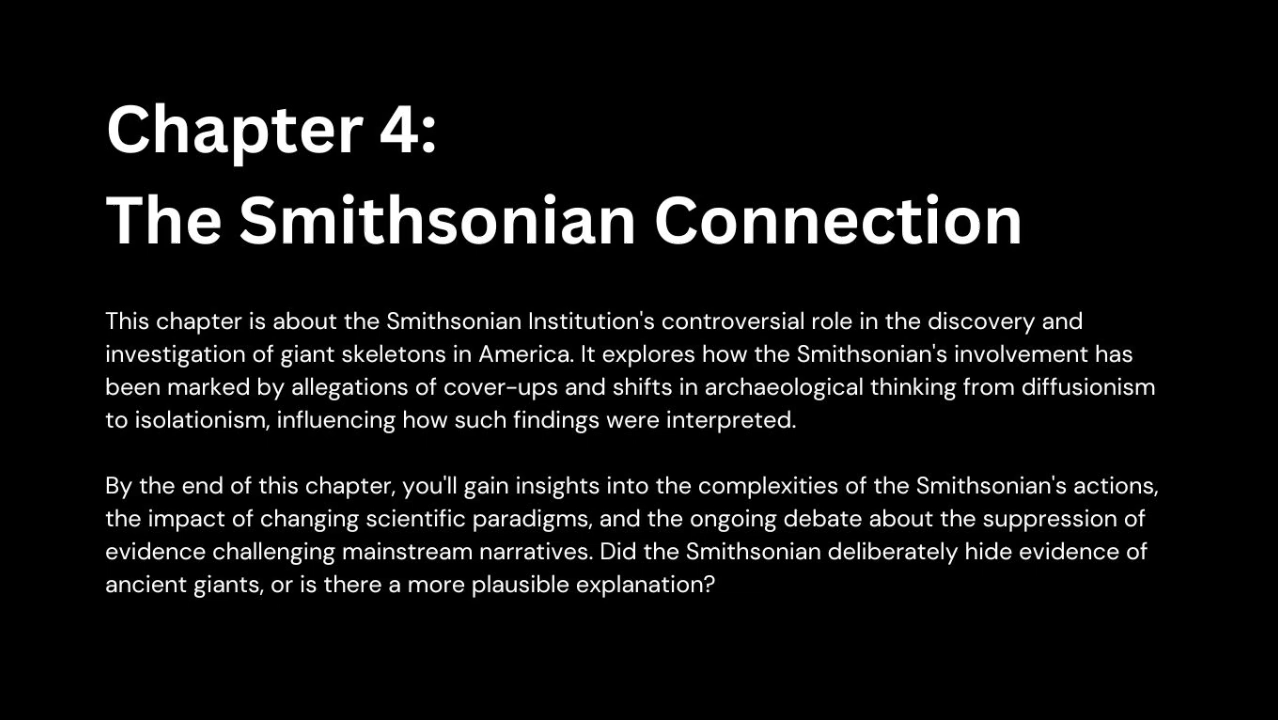 Chapter 4:
The Smithsonian Connection
This chapter is about the Smithsonian Institution's controversial role in the discovery and
investigation of giant skeletons in America. It explores how the Smithsonian's involvement has
been marked by allegations of cover-ups and shifts in archaeological thinking from diffusionism
to isolationism, influencing how such findings were interpreted.
By the end of this chapter, you'll gain insights into the complexities of the Smithsonian's actions,
the impact of changing scientific paradigms, and the ongoing debate about the suppression of
evidence challenging mainstream narratives. Did the Smithsonian deliberately hide evidence of
ancient giants, or is there a more plausible explanation?